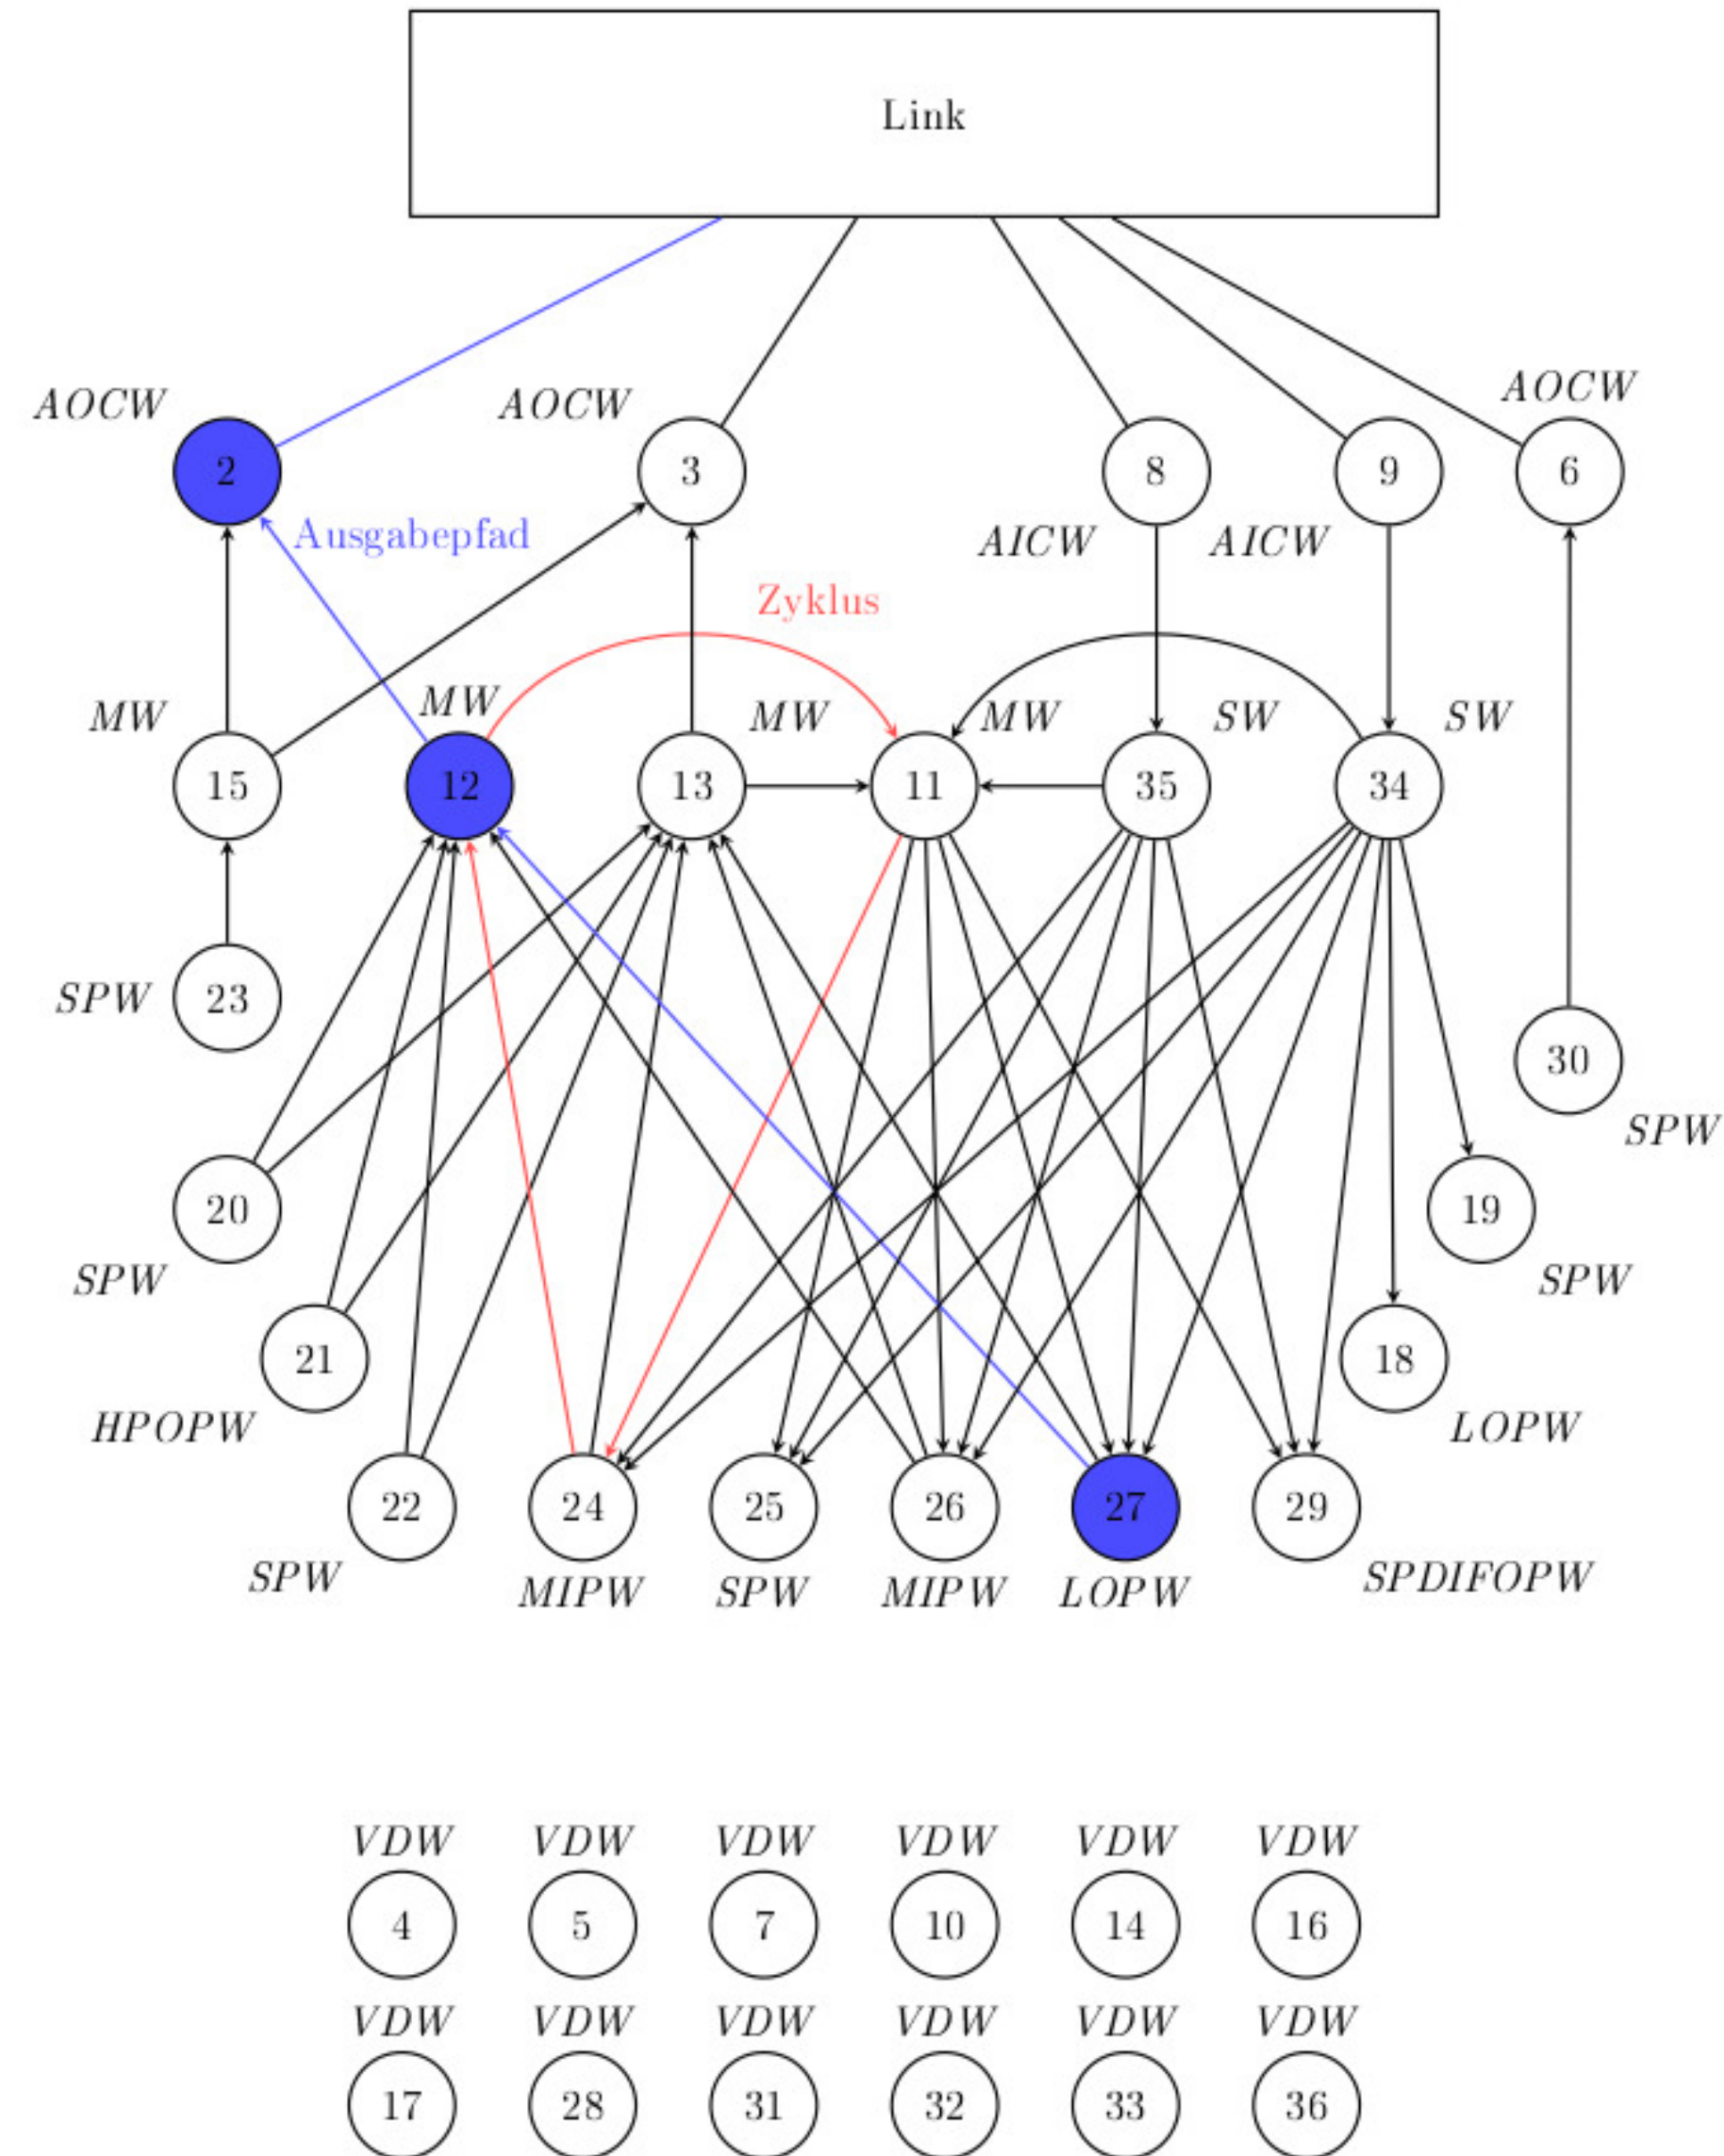 Link
AOCW AOCW AOCW
2 3 8 9 6
Ausgabepfad AICW AICW
Zyklus
MW MW MW MW SW SW
15 12 13 11 35 34
SPW 23
30
SPW
20 19
SPW SPW
21 18
HPOPW LOPW
22 24 25 26 27 29
SPW MIPW SPW MIPW LOPW SPDIFOPW
VDW VDW VDW VDW VDW VDW
4 5 7 10 14 16
VDW VDW VDW VDW VDW VDW
17 28 31 32 33 36